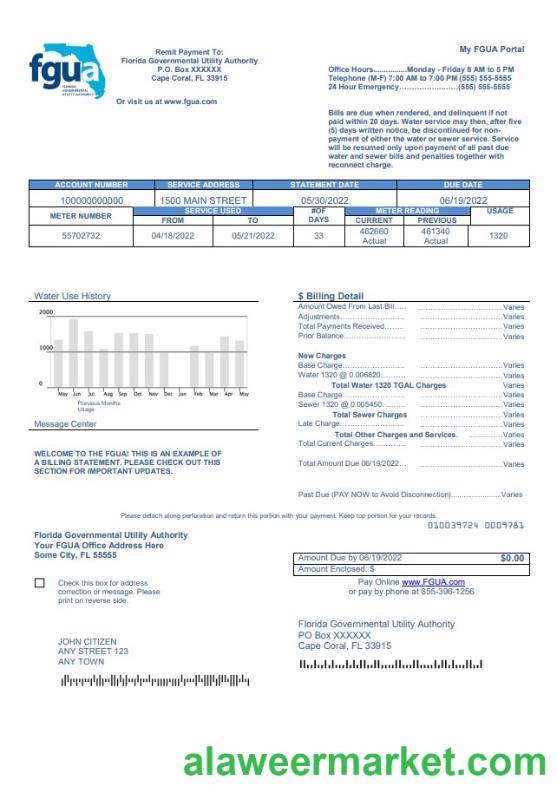 fgua
FLORIDA
GOVERNMENTAL
UTILITY AUTHORITY
Remit Payment To:
Florida Governmental Utility Authority
P.O. Box XXXXXX
Cape Coral, FL 33915
Or visit us at www.fgua.com
My FGUA Portal
Office Hours...............Monday - Friday 8 AM to 5 PM
Telephone (M-F) 7:00 AM to 7:00 PM (555) 555-5555
24 Hour Emergency......................(555) 555-5555
Bills are due when rendered, and delinquent if not
paid within 20 days. Water service may then, after five
(5) days written notice, be discontinued for non-
payment of either the water or sewer service. Service
will be resumed only upon payment of all past due
water and sewer bills and penalties together with
reconnect charge.
ACCOUNT NUMBER SERVICE ADDRESS STATEMENT DATE DUE DATE
100000000000 1500 MAIN STREET 05/30/2022 06/19/2022
METER NUMBER SERVICE USED #OF DAYS METER READING USAGE
FROM TO CURRENT PREVIOUS
55702732 04/18/2022 05/21/2022 33 462660 Actual 461340 Actual 1320
Water Use History
2000
1000
0
May Jun Jul Aug Sep Oct Nov Dec Jan Feb Mar Apr May
Previous Months
Usage
Message Center
WELCOME TO THE FGUA! THIS IS AN EXAMPLE OF
A BILLING STATEMENT. PLEASE CHECK OUT THIS
SECTION FOR IMPORTANT UPDATES.
$ Billing Detail
Amount Owed From Last Bill..... Varies
Adjustments..... Varies
Total Payments Received..... Varies
Prior Balance..... Varies
New Charges
Base Charge..... Varies
Water 1320 @ 0.006820..... Varies
Total Water 1320 TGAL Charges Varies
Base Charge..... Varies
Sewer 1320 @ 0.005450..... Varies
Total Sewer Charges Varies
Late Charge..... Varies
Total Other Charges and Services. Varies
Total Current Charges..... Varies
Total Amount Due 06/19/2022... Varies
Past Due (PAY NOW to Avoid Disconnection)..... Varies
Please detach along perforation and return this portion with your payment. Keep top portion for your records.
010039724 0009781
Florida Governmental Utility Authority
Your FGUA Office Address Here
Some City, FL 55555
Amount Due by 06/19/2022 $0.00
Amount Enclosed: $
Pay Online www.FGUA.com
or pay by phone at 855-396-1256
Check this box for address
correction or message. Please
print on reverse side.
Florida Governmental Utility Authority
PO Box XXXXXX
Cape Coral, FL 33915
JOHN CITIZEN
ANY STREET 123
ANY TOWN
alaweermarket.com